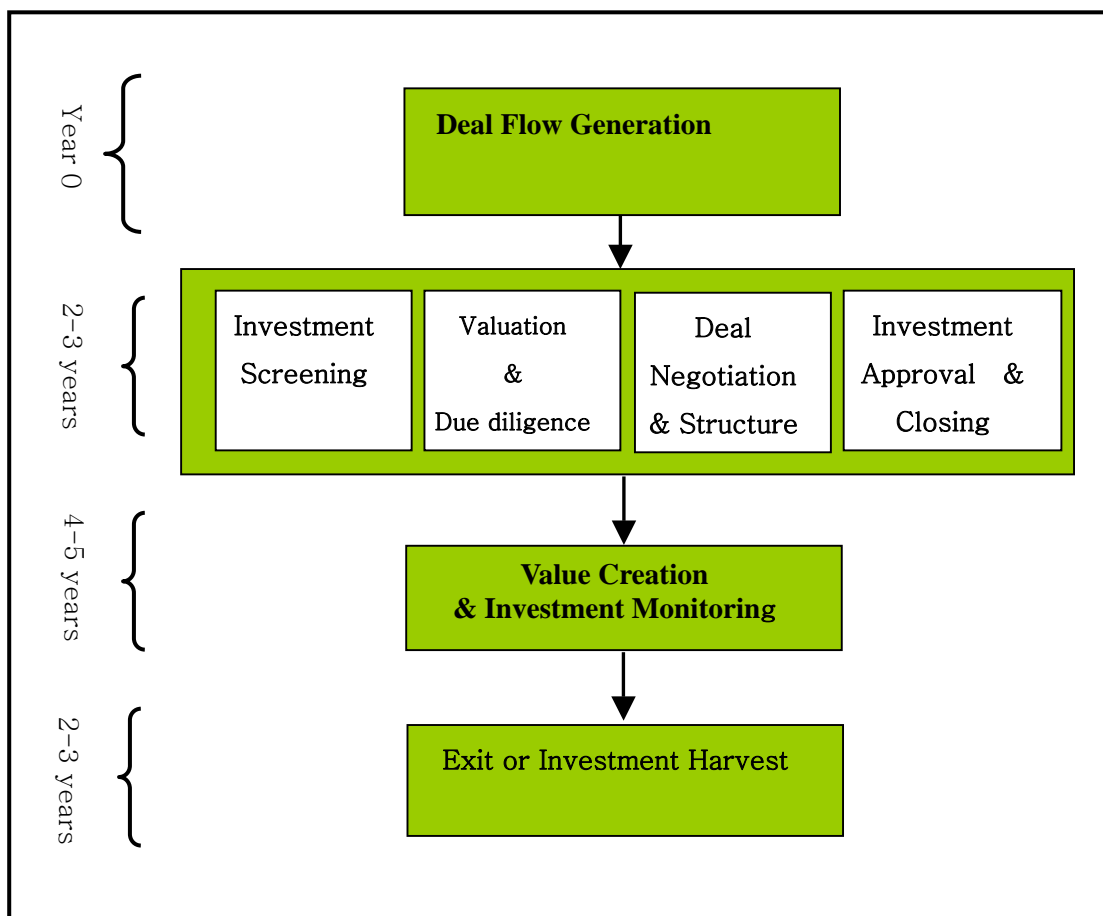 Year 0
Deal Flow Generation
2-3 years
Investment
Screening
Valuation
&
Due diligence
Deal
Negotiation
& Structure
Investment
Approval &
Closing
4-5 years
Value Creation
& Investment Monitoring
2-3 years
Exit or Investment Harvest